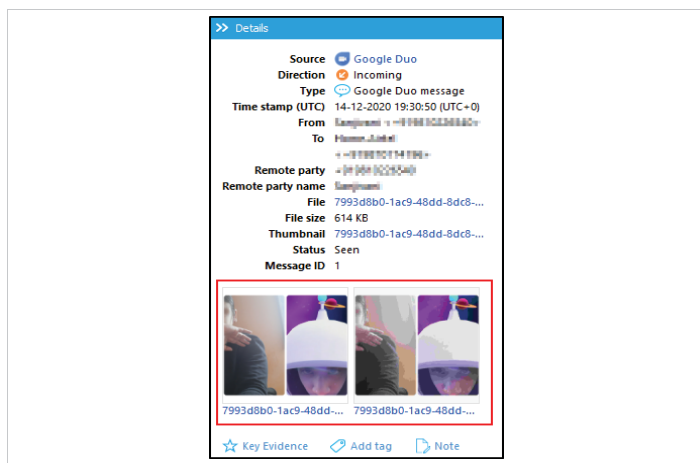 Details
Source Google Duo
Direction Incoming
Type Google Duo message
Time stamp (UTC) 14-12-2020 19:30:50 (UTC+0)
From
To
Remote party
Remote party name
File 7993d8b0-1ac9-48dd-8dc8-...
File size 614 KB
Thumbnail 7993d8b0-1ac9-48dd-8dc8-...
Status Seen
Message ID 1
7993d8b0-1ac9-48dd-... 7993d8b0-1ac9-48dd-...
Key Evidence Add tag Note